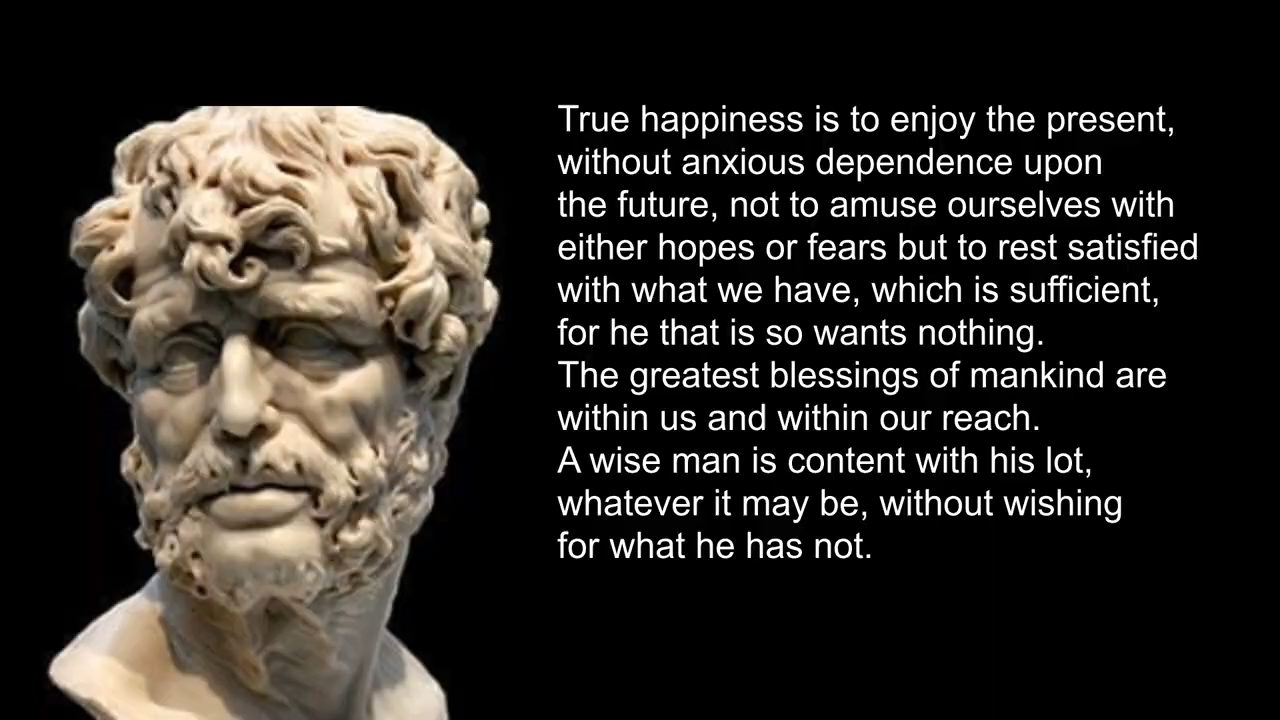 True happiness is to enjoy the present,
without anxious dependence upon
the future, not to amuse ourselves with
either hopes or fears but to rest satisfied
with what we have, which is sufficient,
for he that is so wants nothing.
The greatest blessings of mankind are
within us and within our reach.
A wise man is content with his lot,
whatever it may be, without wishing
for what he has not.